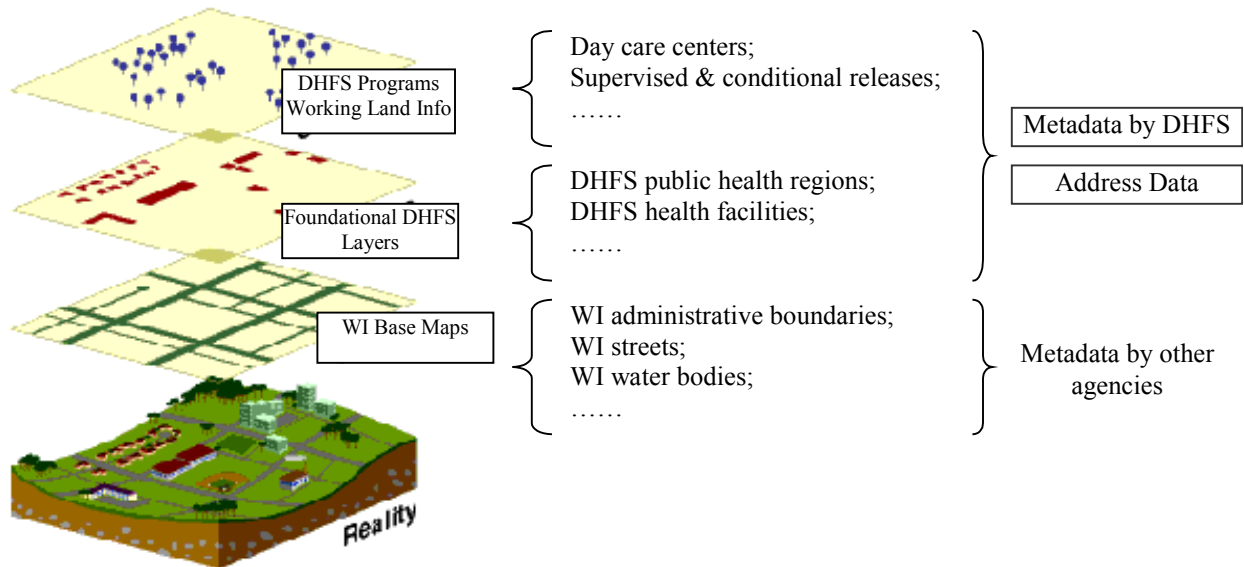 DHFS Programs
Working Land Info
Day care centers;
Supervised & conditional releases;
……
Foundational DHFS
Layers
DHFS public health regions;
DHFS health facilities;
……
Metadata by DHFS
Address Data
WI Base Maps
WI administrative boundaries;
WI streets;
WI water bodies;
……
Metadata by other
agencies
Reality